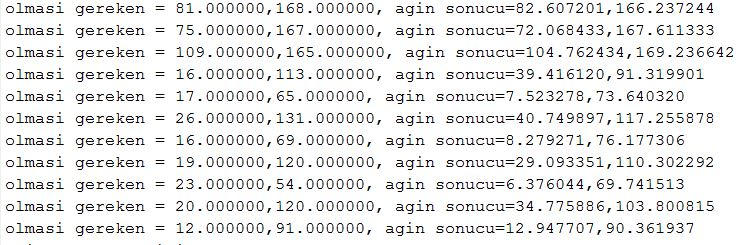 olmasi gereken = 81.000000,168.000000, agin sonucu=82.607201,166.237244
olmasi gereken = 75.000000,167.000000, agin sonucu=72.068433,167.611333
olmasi gereken = 109.000000,165.000000, agin sonucu=104.762434,169.236642
olmasi gereken = 16.000000,113.000000, agin sonucu=39.416120,91.319901
olmasi gereken = 17.000000,65.000000, agin sonucu=7.523278,73.640320
olmasi gereken = 26.000000,131.000000, agin sonucu=40.749897,117.255878
olmasi gereken = 16.000000,69.000000, agin sonucu=8.279271,76.177306
olmasi gereken = 19.000000,120.000000, agin sonucu=29.093351,110.302292
olmasi gereken = 23.000000,54.000000, agin sonucu=6.376044,69.741513
olmasi gereken = 20.000000,120.000000, agin sonucu=34.775886,103.800815
olmasi gereken = 12.000000,91.000000, agin sonucu=12.947707,90.361937